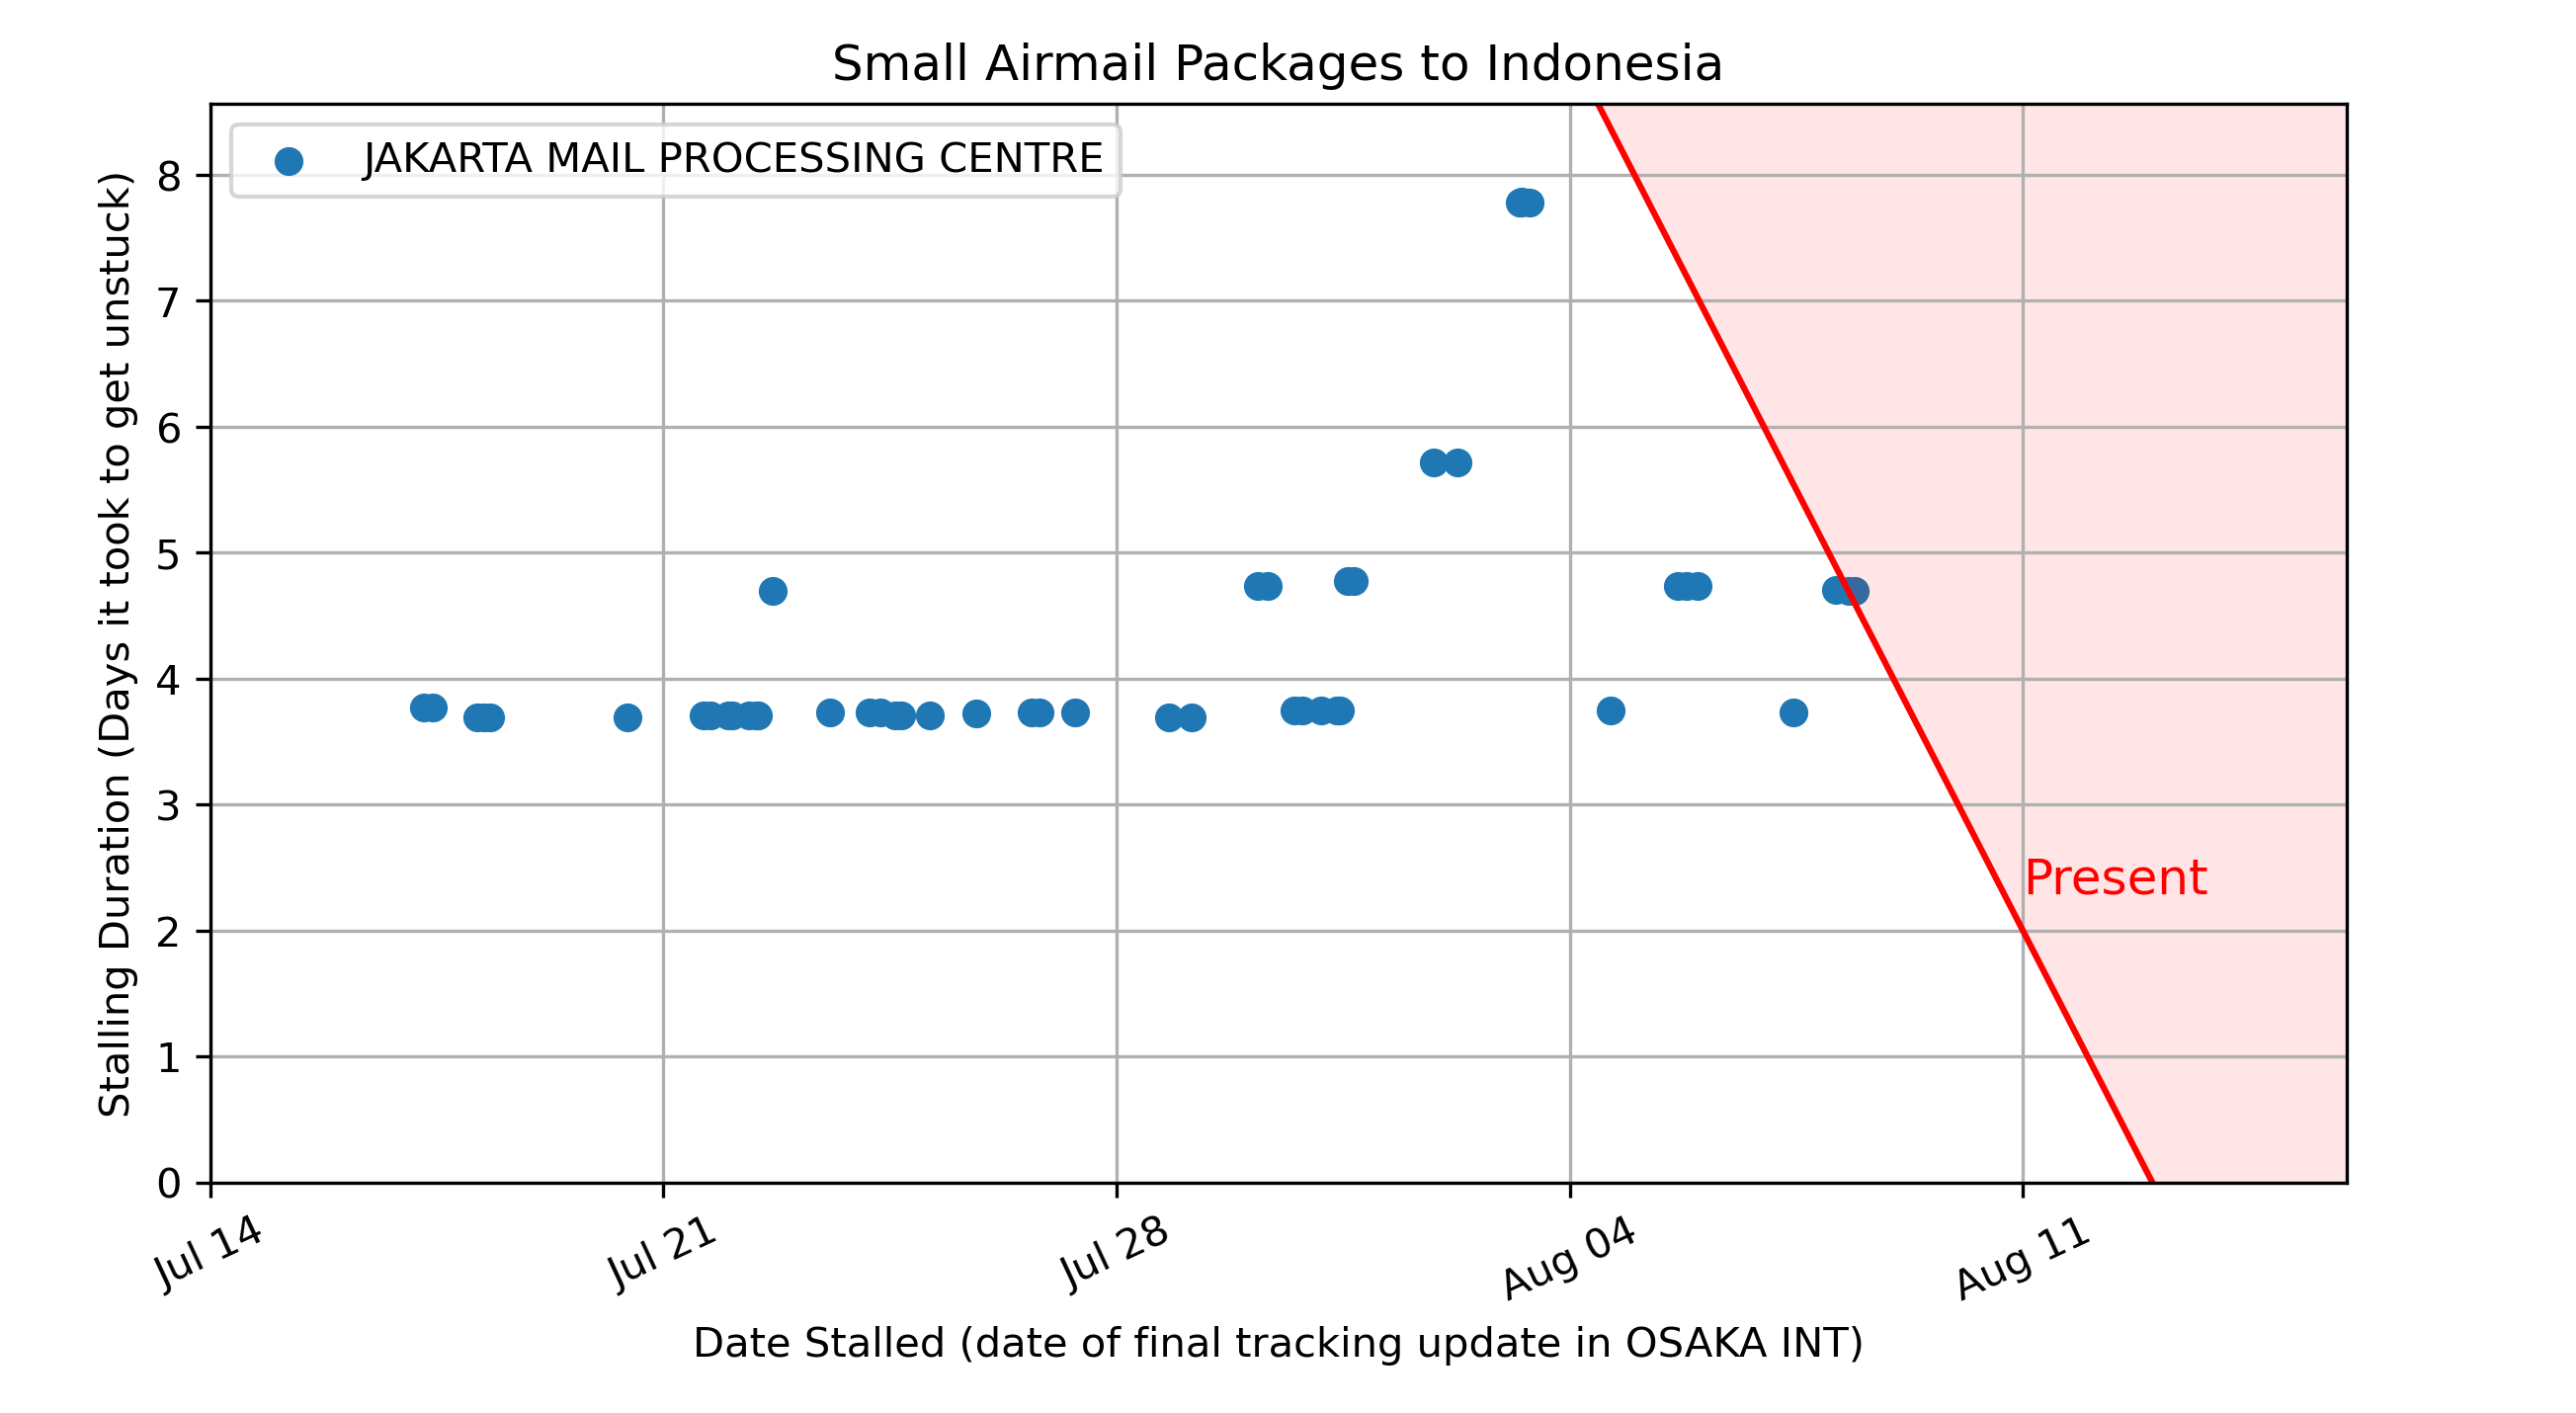 Small Airmail Packages to Indonesia
JAKARTA MAIL PROCESSING CENTRE
Stalling Duration (Days it took to get unstuck)
8
7
6
5
4
3
2
1
0
Present
Jul 14
Jul 21
Jul 28
Aug 04
Aug 11
Date Stalled (date of final tracking update in OSAKA INT)